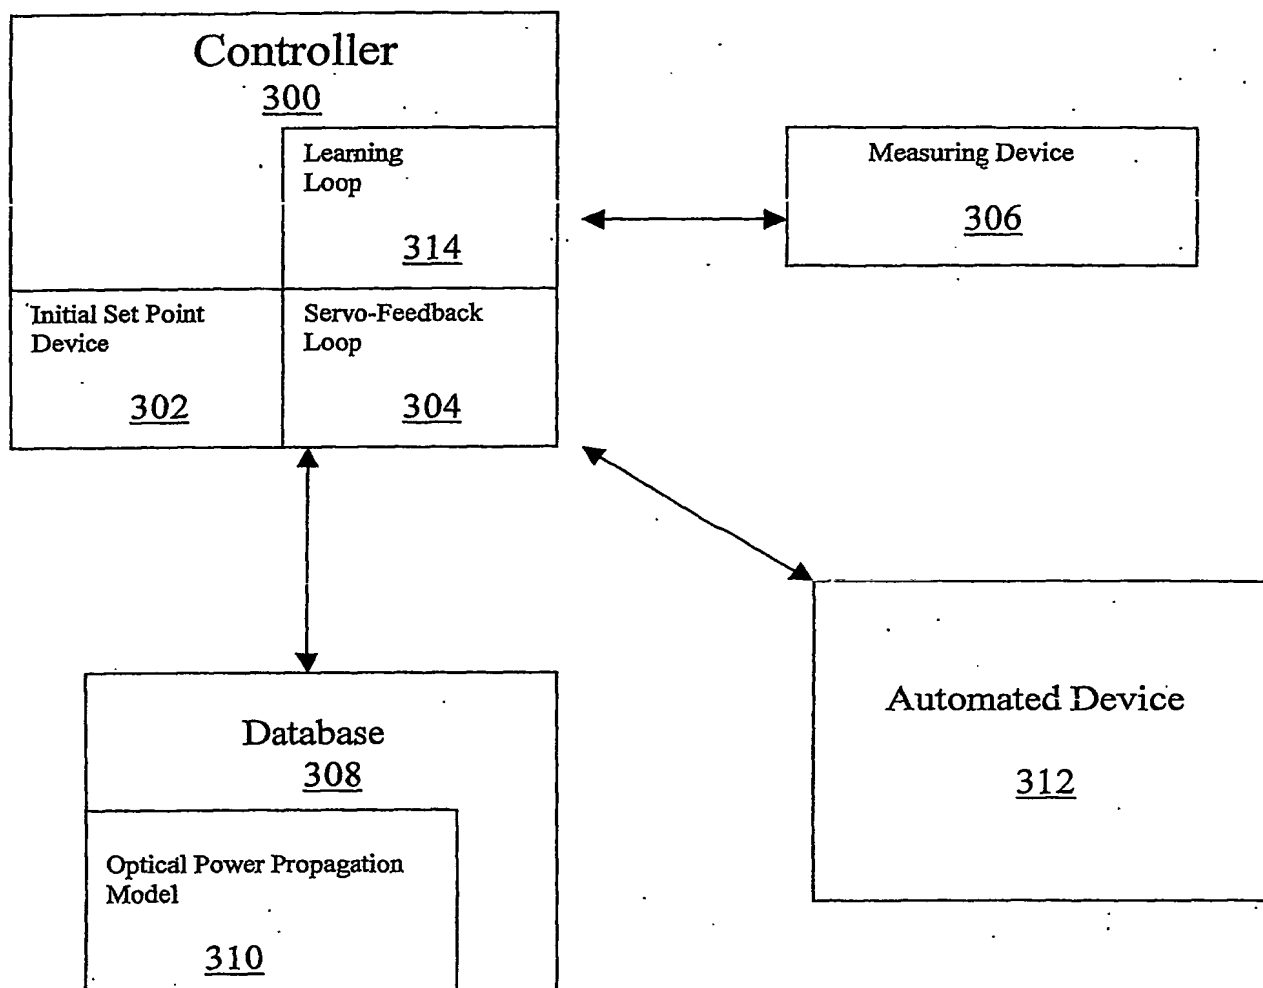 Controller
300
Learning
Loop
314
Initial Set Point
Device
302
Servo-Feedback
Loop
304
Measuring Device
306
Database
308
Optical Power Propagation
Model
310
Automated Device
312